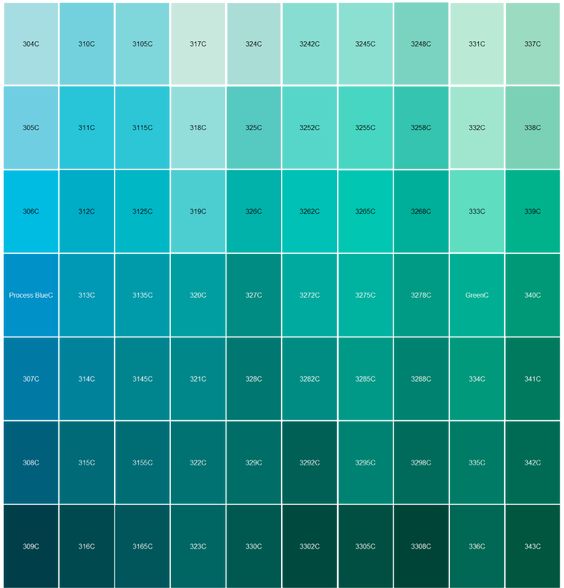 304C 310C 3105C 317C 324C 3242C 3245C 3248C 331C 337C
305C 311C 3115C 318C 325C 3252C 3255C 3258C 332C 338C
306C 312C 3125C 319C 326C 3262C 3265C 3268C 333C 339C
Process BlueC 313C 3135C 320C 327C 3272C 3275C 3278C GreenC 340C
307C 314C 3145C 321C 328C 3282C 3285C 3288C 334C 341C
308C 315C 3155C 322C 329C 3292C 3295C 3298C 335C 342C
309C 316C 3165C 323C 330C 3302C 3305C 3308C 336C 343C